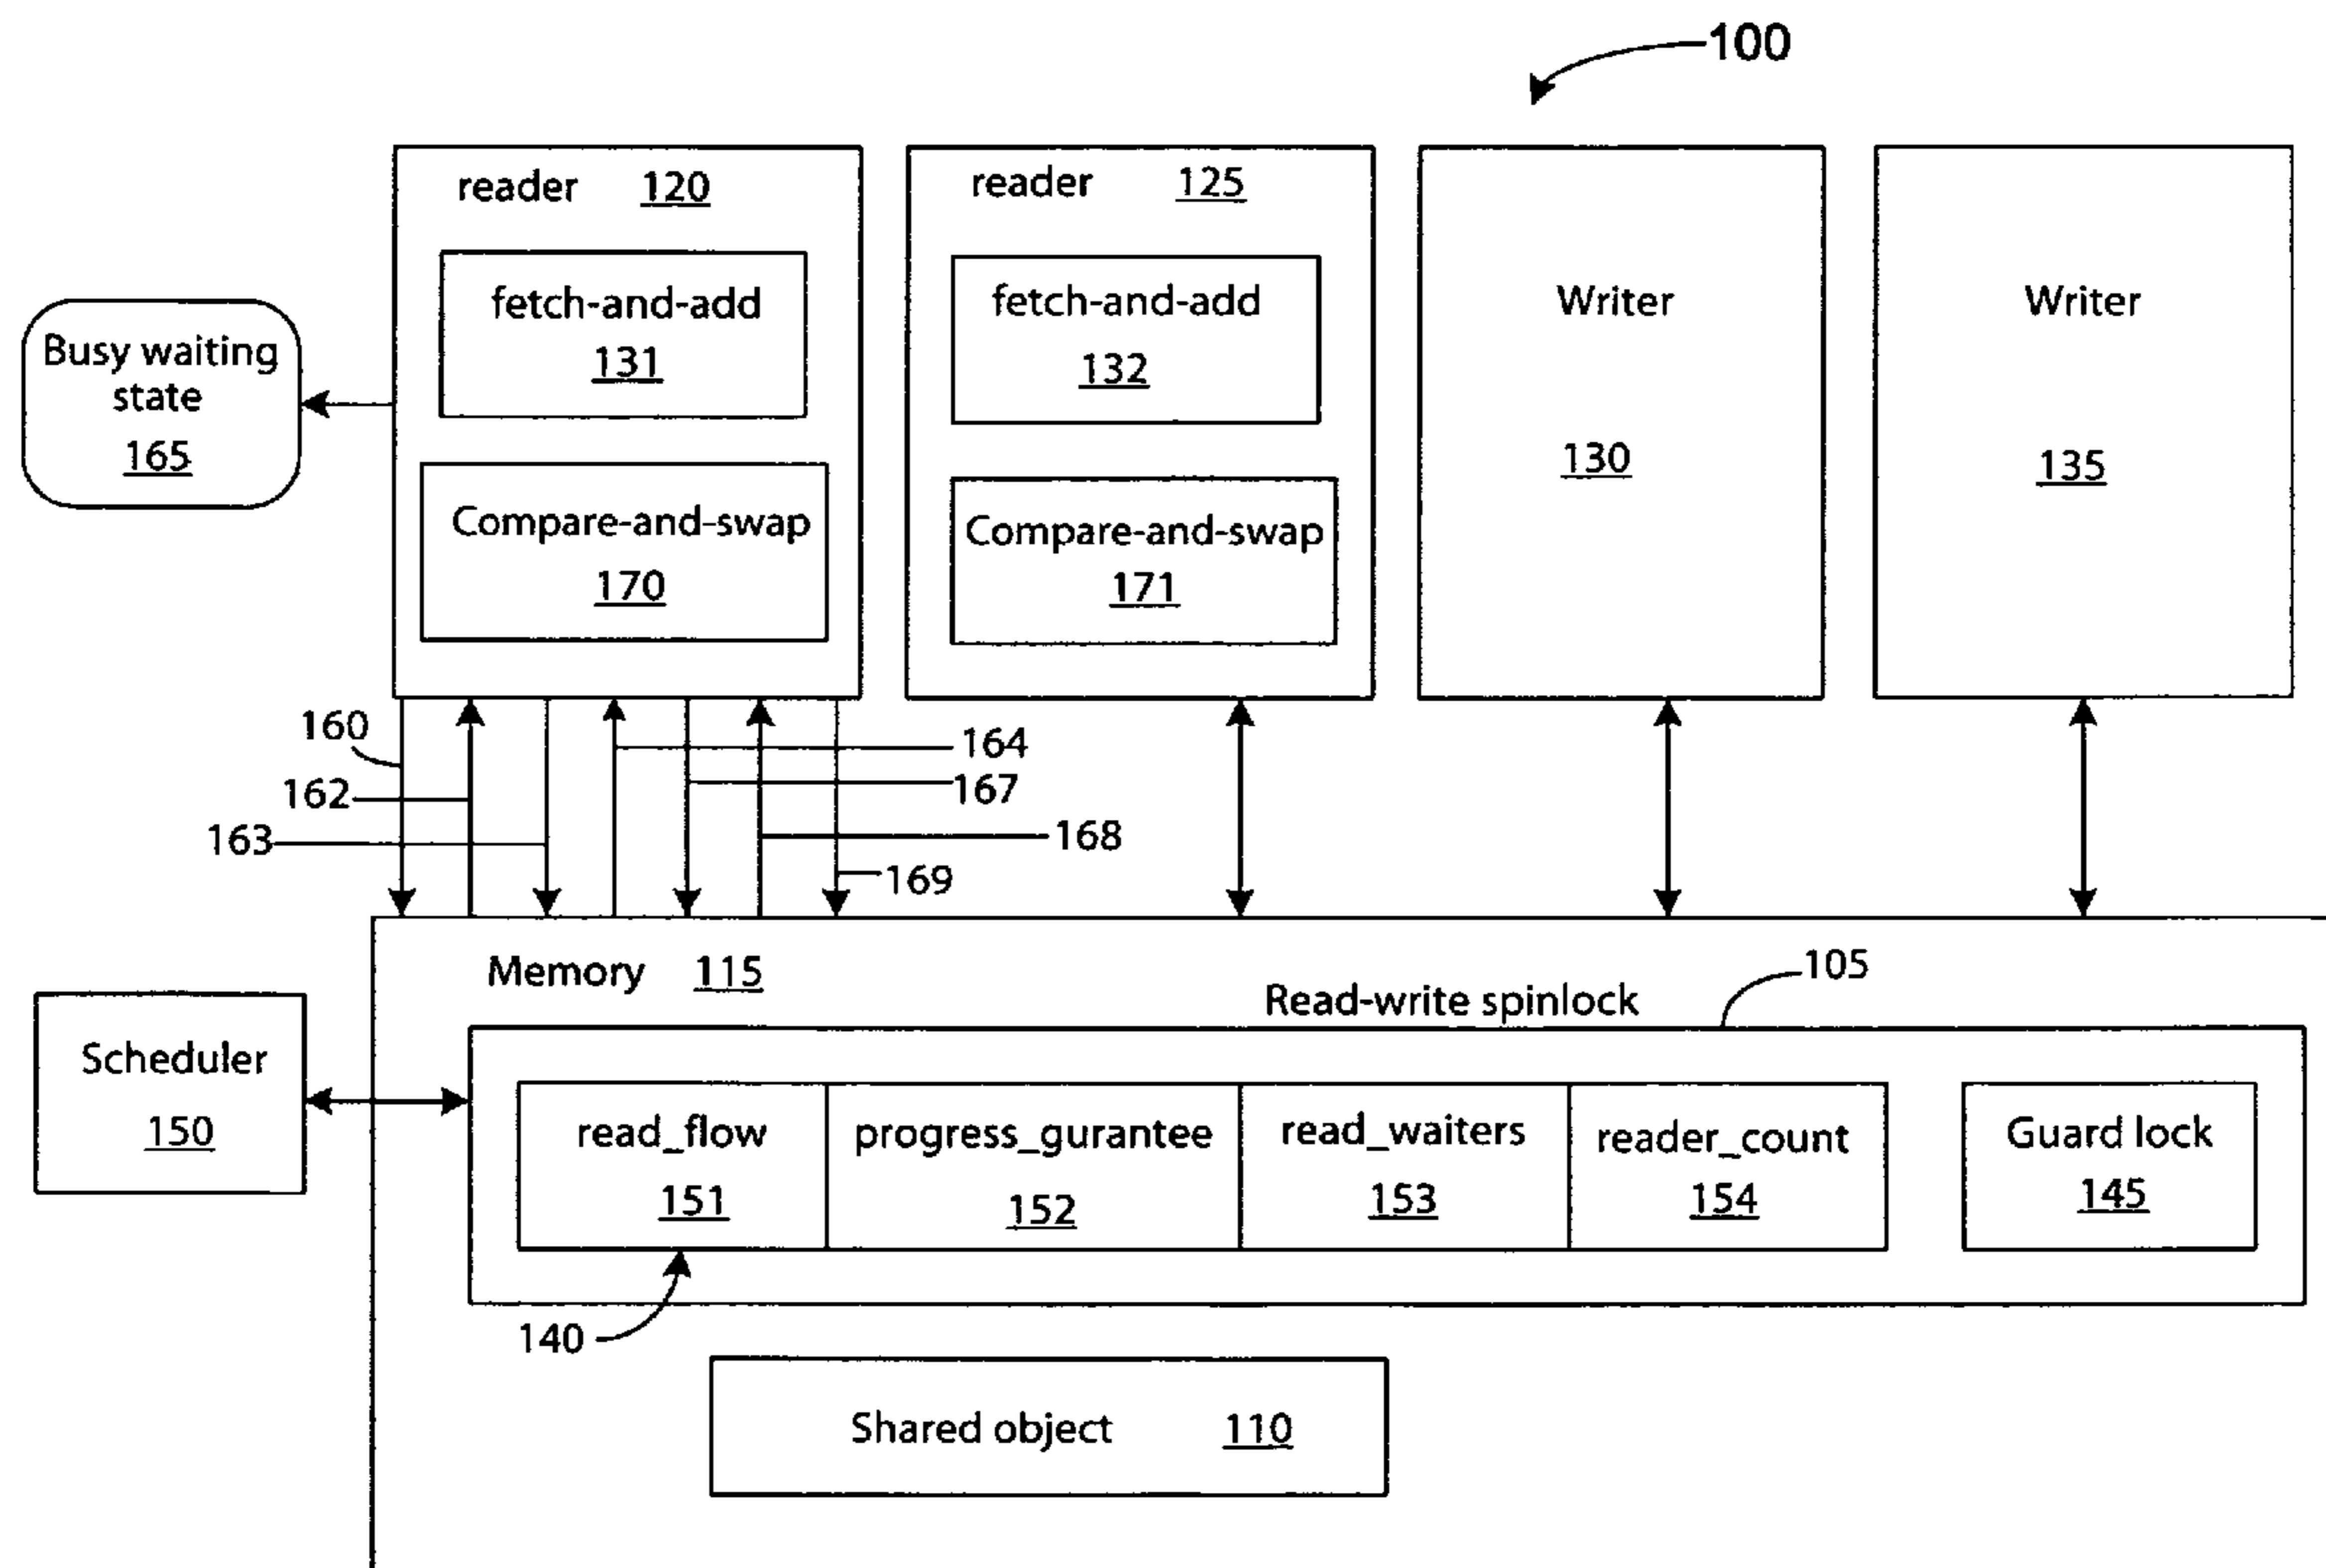 100
reader 120
fetch-and-add
131
Compare-and-swap
170
reader 125
fetch-and-add
132
Compare-and-swap
171
Writer
130
Writer
135
Busy waiting
state
165
160
162
163
164
167
168
169
Memory 115
Read-write spinlock
105
Scheduler
150
read_flow
151
progress_gurantee
152
read_waiters
153
reader_count
154
Guard lock
145
140
Shared object 110